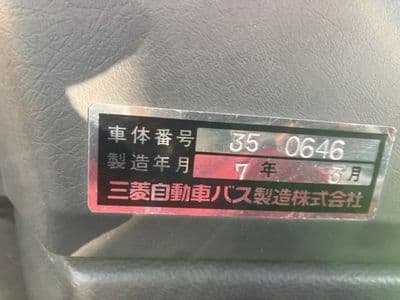 車体番号 35 0646
製造年月 7年 3月
三菱自動車バス製造株式会社